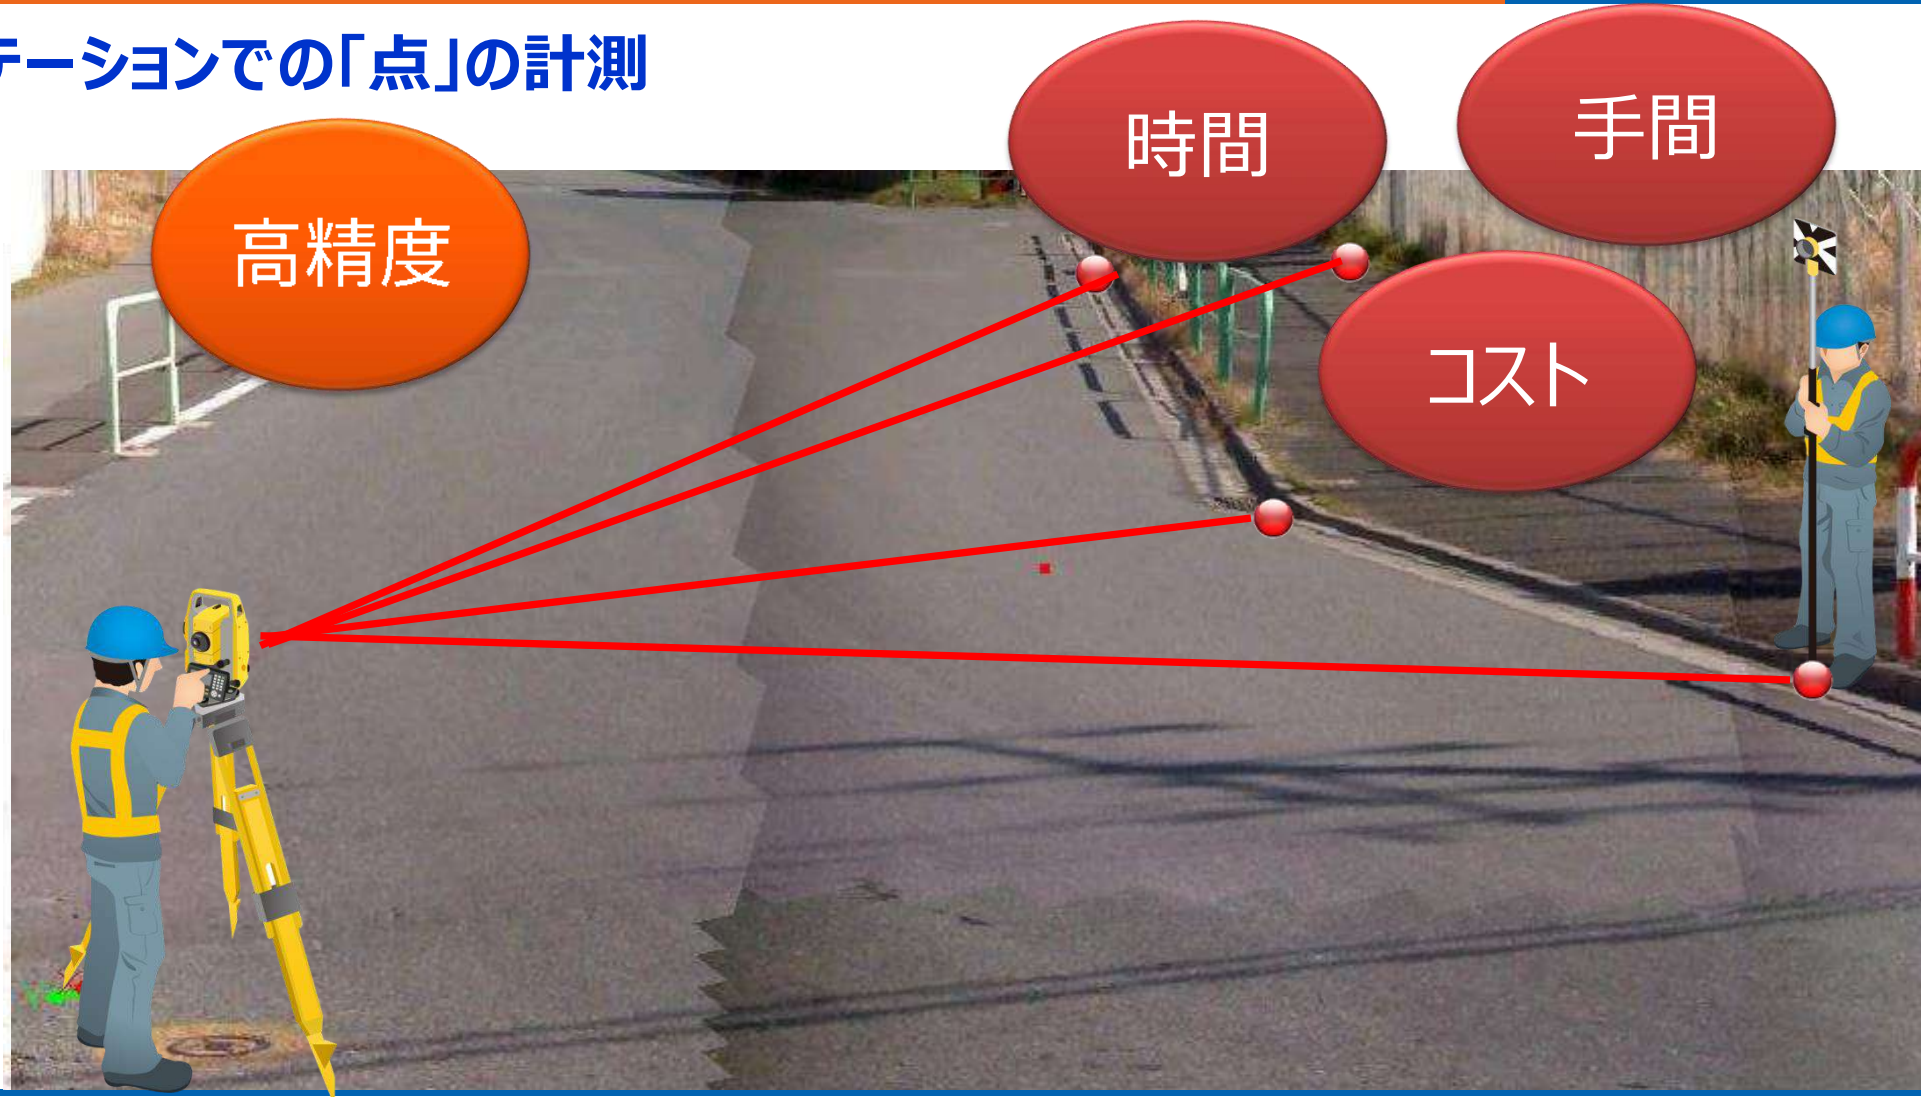 テーションでの「点」の計測
時間
手間
高精度
コスト